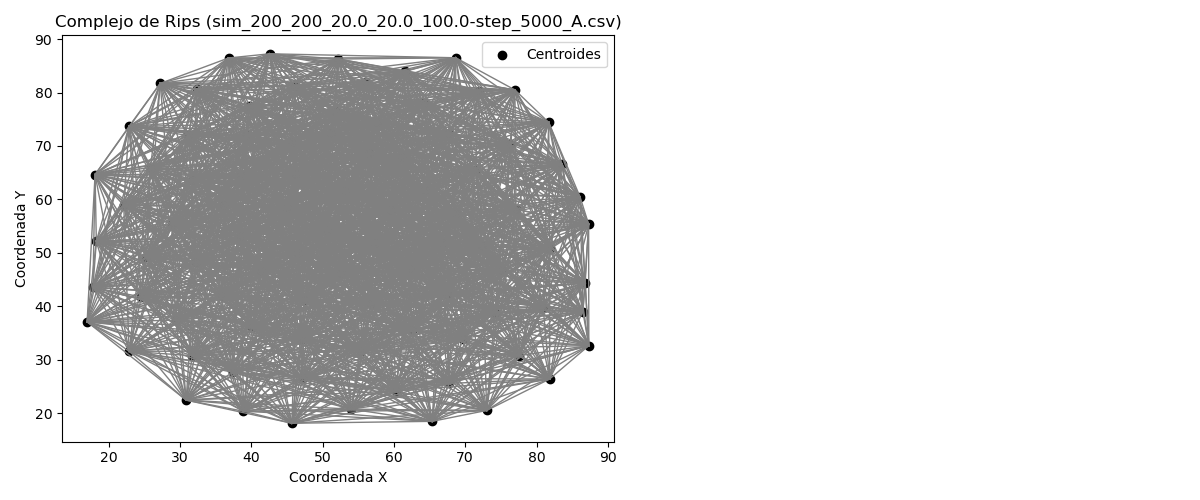 Complejo de Rips (sim_200_200_20.0_20.0_100.0-step_5000_A.csv)
90
Centroides
80
70
60
50
40
30
20
Coordenada Y
20 30 40 50 60 70 80 90
Coordenada X